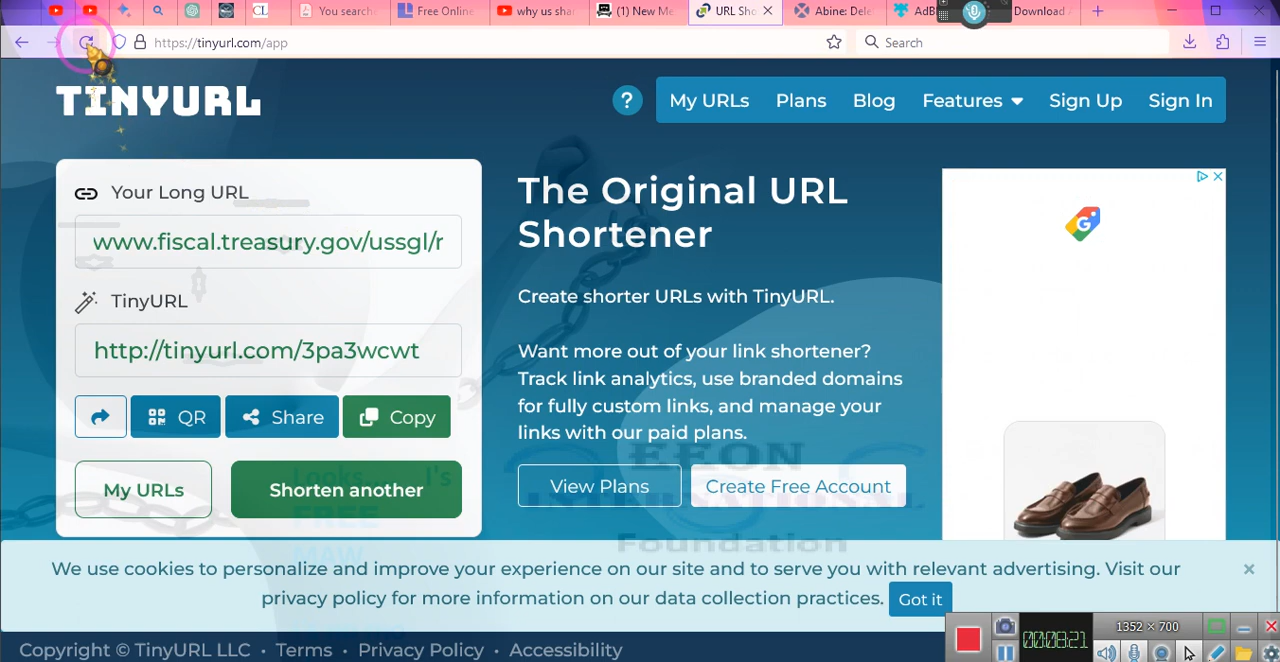 CL
You search
Free Online
why us shar
(1) New Me
URL Sho
Abine: Dele
AdBl
Download
https://tinyurl.com/app
Search
TINYURL
?
My URLs
Plans
Blog
Features
Sign Up
Sign In
Your Long URL
www.fiscal.treasury.gov/ussgl/r
TinyURL
http://tinyurl.com/3pa3wcwt
QR
Share
Copy
My URLs
Shorten another
The Original URL
Shortener
Create shorter URLs with TinyURL.
Want more out of your link shortener?
Track link analytics, use branded domains
for fully custom links, and manage your
links with our paid plans.
View Plans
Create Free Account
Looks... I's
FREE
MAW
EEON
Foundation
We use cookies to personalize and improve your experience on our site and to serve you with relevant advertising. Visit our
privacy policy for more information on our data collection practices.
Got it
Copyright © TinyURL LLC • Terms • Privacy Policy • Accessibility
1352 × 700
00:08:21